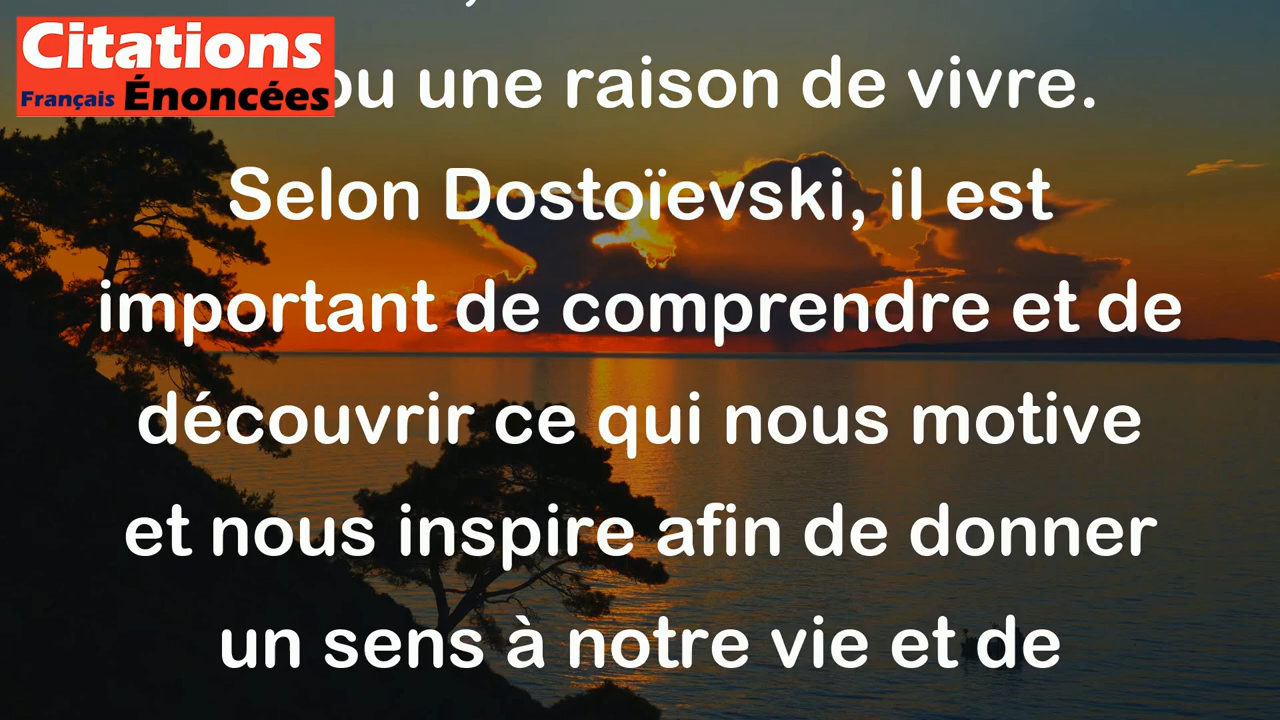 Citations
Français Énoncées
ou une raison de vivre.
Selon Dostoïevski, il est
important de comprendre et de
découvrir ce qui nous motive
et nous inspire afin de donner
un sens à notre vie et de